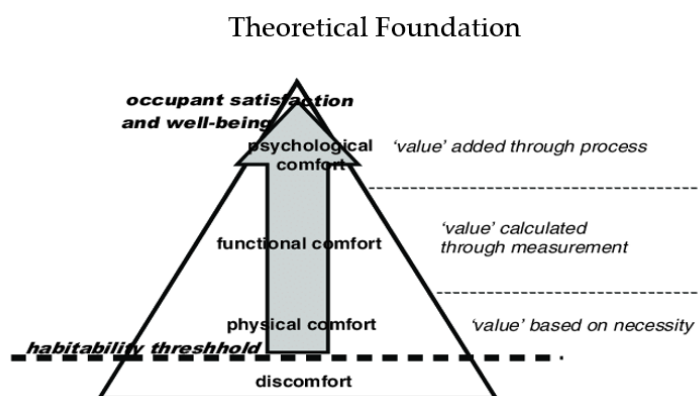 Theoretical Foundation
occupant satisfaction
and well-being
psychological
comfort
'value' added through process
functional comfort
'value' calculated
through measurement
physical comfort
'value' based on necessity
habitability threshhold
discomfort